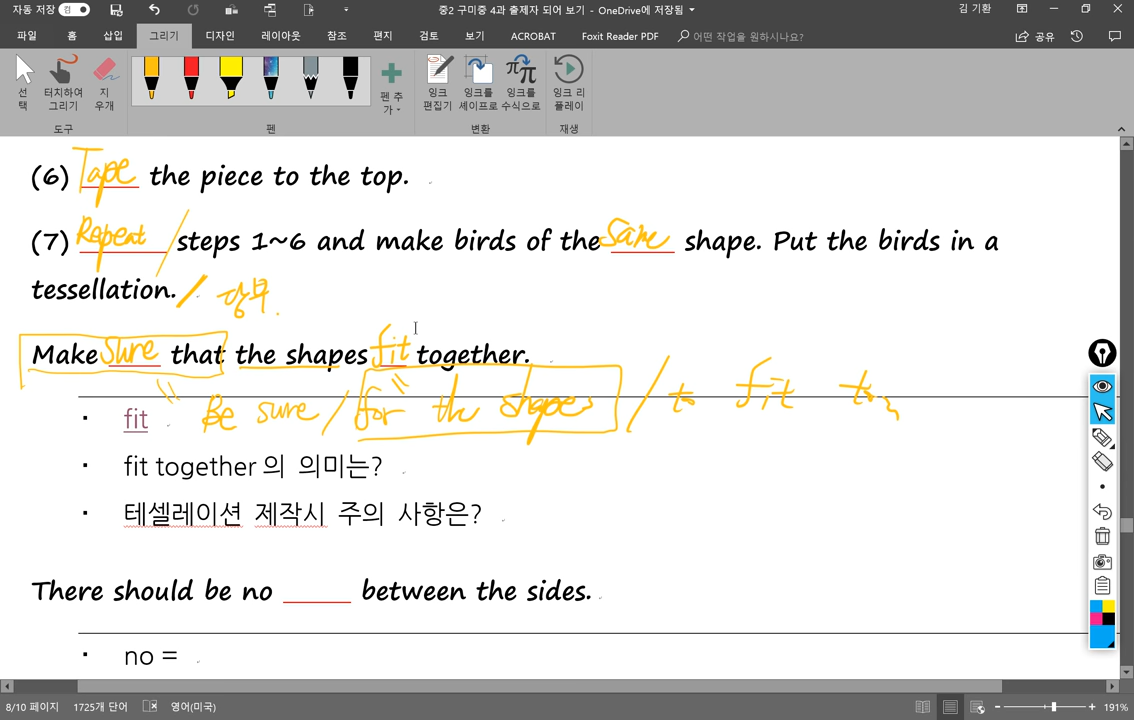 자동 저장 컴 중2 구미중 4과 출제자 되어 보기 - OneDrive에 저장됨 김 기환
파일 홈 삽입 그리기 디자인 레이아웃 참조 편지 검토 보기 ACROBAT Foxit Reader PDF 어떤 작업을 원하시나요? 공유
선택 터치하여 그리기 지우개 펜 추가 잉크 편집기 잉크를 셰이프로 잉크를 수식으로 잉크 리플레이
도구 펜 변환 재생
(6) Tape the piece to the top.
(7) Repeat / steps 1~6 and make birds of the same shape. Put the birds in a
tessellation. / 당부
Make sure that the shapes fit together.
· fit Be sure / for the shapes / to fit
· fit together 의 의미는?
· 테셀레이션 제작시 주의 사항은?
There should be no _____ between the sides.
· no =
8/10 페이지 1725개 단어 영어(미국) 191%